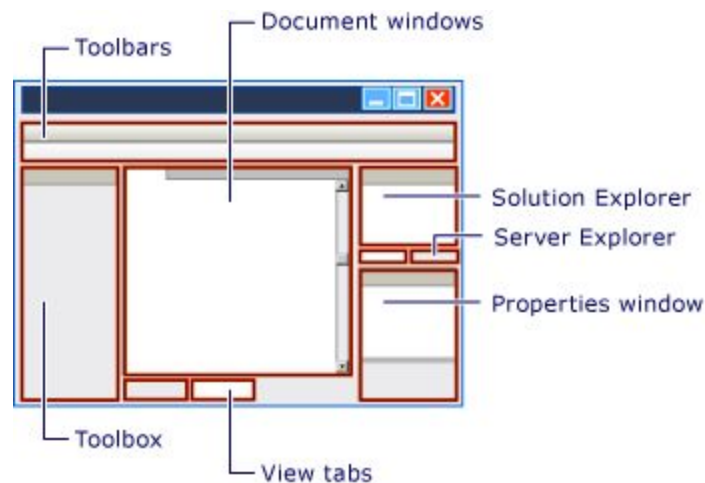 Document windows
Toolbars
Solution Explorer
Server Explorer
Properties window
Toolbox
View tabs